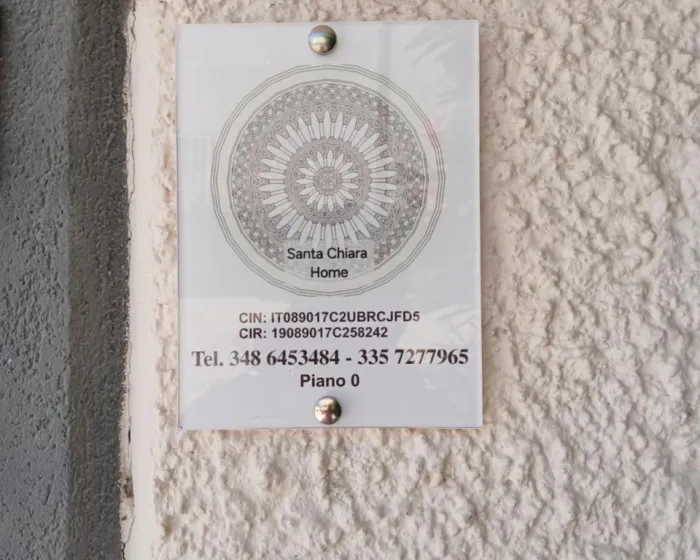 Santa Chiara
Home
CIN: IT089017C2UBRCJFD5
CIR: 19089017C258242
Tel. 348 6453484 - 335 7277965
Piano 0